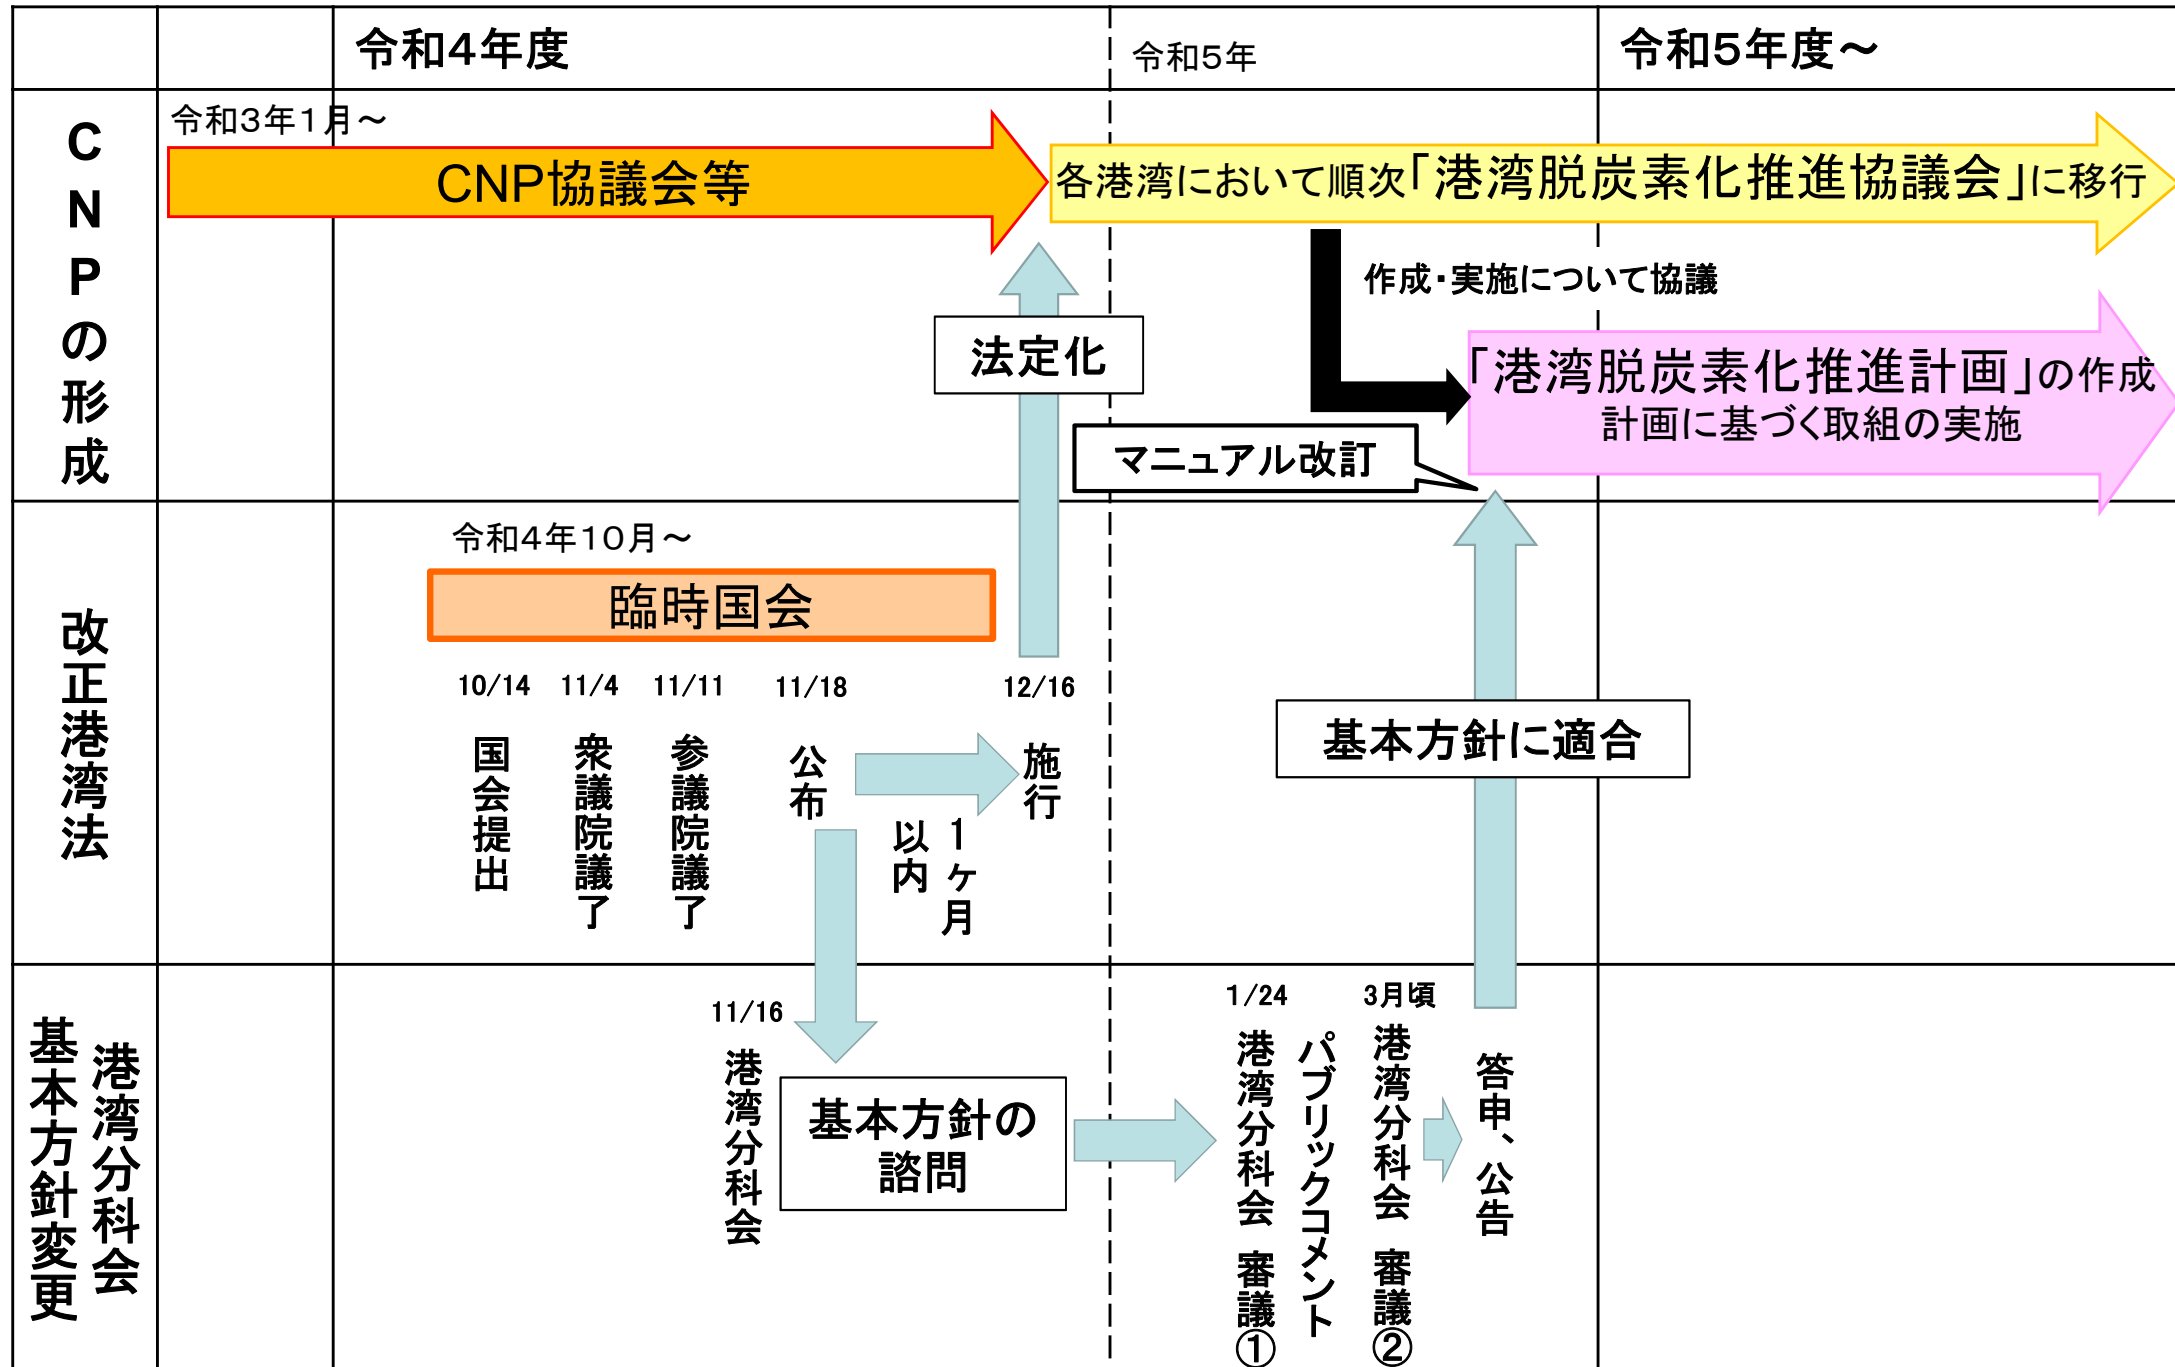 令和４年度
令和５年
令和５年度～
ＣＮＰの形成
令和３年１月～
CNP協議会等
各港湾において順次「港湾脱炭素化推進協議会」に移行
作成・実施について協議
法定化
「港湾脱炭素化推進計画」の作成
計画に基づく取組の実施
マニュアル改訂
改正港湾法
令和４年１０月～
臨時国会
10/14
11/4
11/11
11/18
12/16
国会提出
衆議院議了
参議院議了
公布
１ヶ月
以内
施行
基本方針に適合
港湾分科会
基本方針変更
11/16
港湾分科会
基本方針の
諮問
1/24
港湾分科会 審議①
パブリックコメント
3月頃
港湾分科会 審議②
答申、公告